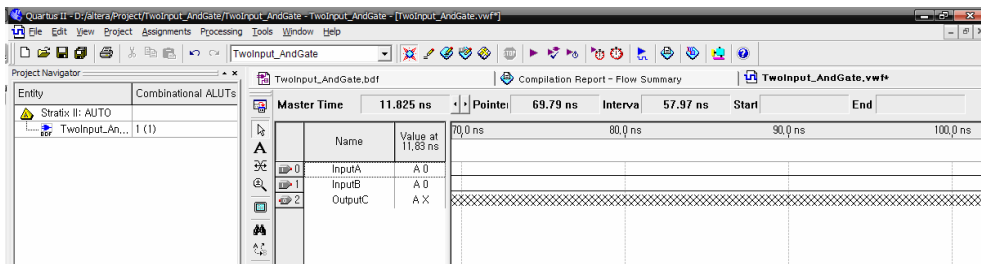 Quartus II - D:/altera/Project/TwoInput_AndGate/TwoInput_AndGate - TwoInput_AndGate - [TwoInput_AndGate.vwf*]
File Edit View Project Assignments Processing Tools Window Help
TwoInput_AndGate
Project Navigator
TwoInput_AndGate.bdf Compilation Report - Flow Summary TwoInput_AndGate.vwf*
Entity Combinational ALUTs
Master Time 11.825 ns Pointer 69.79 ns Interva 57.97 ns Start End
Stratix II: AUTO
TwoInput_An... 1 (1)
Name Value at 11,83 ns 70,0 ns 80,0 ns 90,0 ns 100,0 ns
A
0 InputA A 0
1 InputB A 0
2 OutputC A X